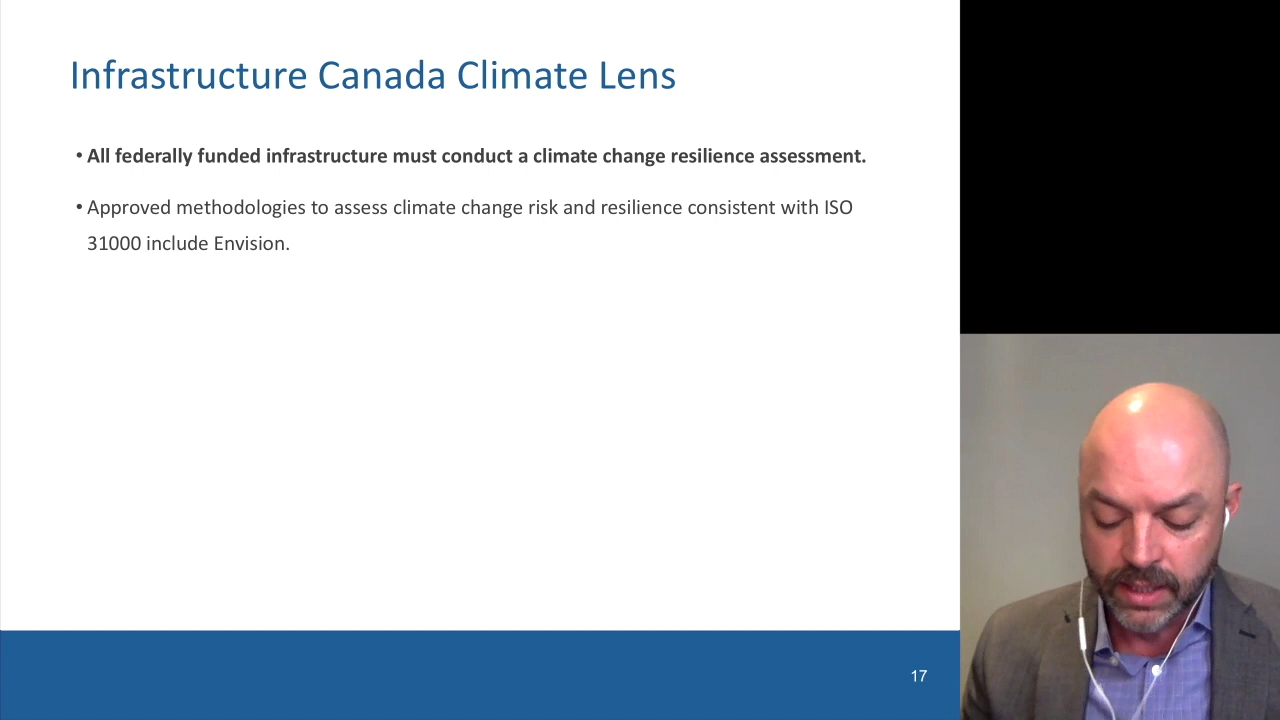 Infrastructure Canada Climate Lens
• All federally funded infrastructure must conduct a climate change resilience assessment.
• Approved methodologies to assess climate change risk and resilience consistent with ISO
31000 include Envision.
17